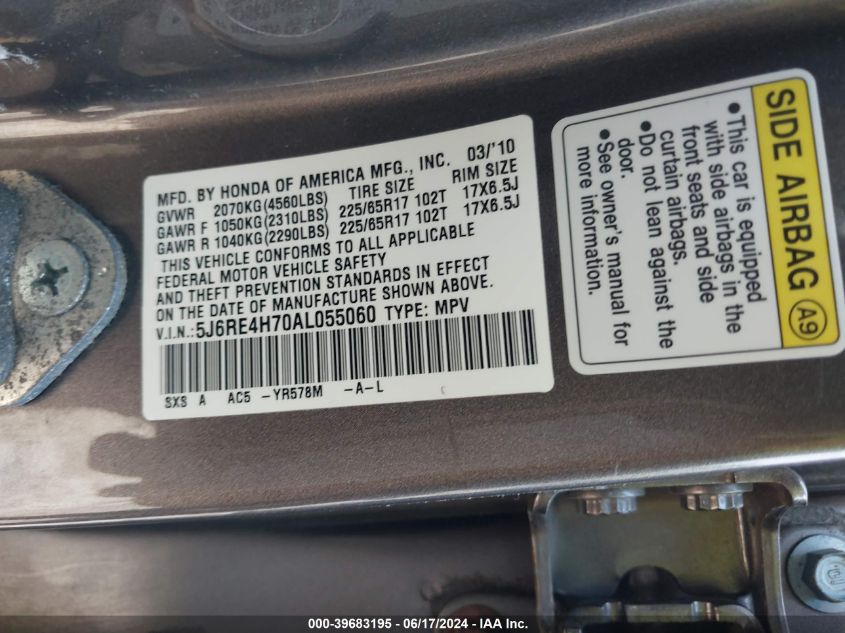 MFD. BY HONDA OF AMERICA MFG., INC. 03/'10
GVWR 2070KG(4560LBS) TIRE SIZE RIM SIZE
GAWR F 1050KG(2310LBS) 225/65R17 102T 17X6.5J
GAWR R 1040KG(2290LBS) 225/65R17 102T 17X6.5J
THIS VEHICLE CONFORMS TO ALL APPLICABLE
FEDERAL MOTOR VEHICLE SAFETY
AND THEFT PREVENTION STANDARDS IN EFFECT
ON THE DATE OF MANUFACTURE SHOWN ABOVE.
V.I.N.: 5J6RE4H70AL055060 TYPE: MPV
SXS A AC5 -YR578M -A-L
SIDE AIRBAG A9
•This car is equipped
with side airbags in the
front seats and side
curtain airbags.
•Do not lean against the
door.
•See owner's manual for
more information.
000-39683195 - 06/17/2024 - IAA Inc.